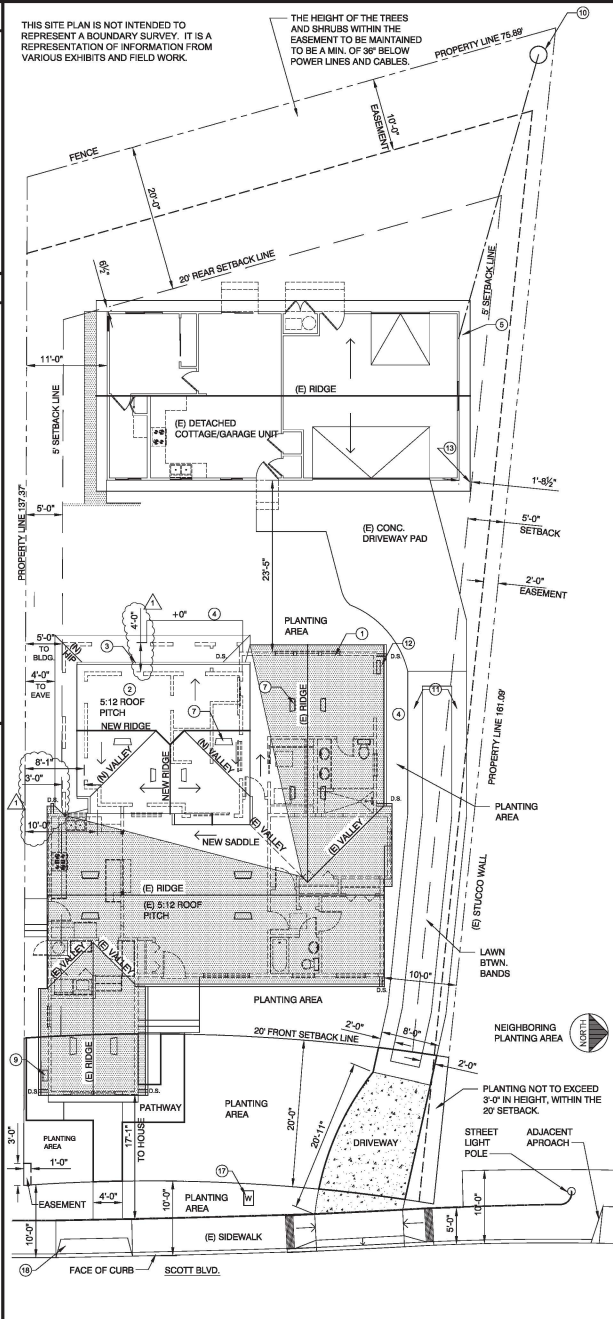 THIS SITE PLAN IS NOT INTENDED TO
REPRESENT A BOUNDARY SURVEY. IT IS A
REPRESENTATION OF INFORMATION FROM
VARIOUS EXHIBITS AND FIELD WORK.
THE HEIGHT OF THE TREES
AND SHRUBS WITHIN THE
EASEMENT TO BE MAINTAINED
TO BE A MIN. OF 36" BELOW
POWER LINES AND CABLES.
10
PROPERTY LINE 75.89'
FENCE
10'-0"
EASEMENT
20'-0"
20' REAR SETBACK LINE
6½"
5' SETBACK LINE
5
11'-0"
(E) RIDGE
5' SETBACK LINE
(E) DETACHED
COTTAGE/GARAGE UNIT
13
1'-8½"
PROPERTY LINE 137.37'
5'-0"
(E) CONC.
DRIVEWAY PAD
5'-0"
SETBACK
23'-5"
2'-0"
EASEMENT
1
+0"
4
4'-0"
PLANTING
AREA
1
5'-0"
TO
BLDG.
(N)
HIP
3
D.S.
12
4'-0"
TO
EAVE
2
5:12 ROOF
PITCH
7
7
(E) RIDGE
4
11
NEW RIDGE
PROPERTY LINE 161.09'
8'-1"
(N) VALLEY
NEW RIDGE
(N) VALLEY
3'-0"
1
D.S.
D.S.
PLANTING
AREA
10'-0"
NEW SADDLE
(E) VALLEY
(E) VALLEY
(E) RIDGE
(E) 5:12 ROOF
PITCH
(E) STUCCO WALL
(E) VALLEY
(E) VALLEY
LAWN
BTWN.
BANDS
D.S.
10'-0"
PLANTING AREA
20' FRONT SETBACK LINE
2'-0"
8'-0"
NEIGHBORING
PLANTING AREA
NORTH
9
(E) RIDGE
2'-0"
D.S.
D.S.
PATHWAY
PLANTING
AREA
20'-0"
20'-11"
DRIVEWAY
PLANTING NOT TO EXCEED
3'-0" IN HEIGHT, WITHIN THE
20' SETBACK.
3'-0"
PLANTING
AREA
17'-1"
TO HOUSE
STREET
LIGHT
POLE
ADJACENT
APROACH
1'-0"
17
EASEMENT
4'-0"
10'-0"
PLANTING
AREA
W
10'-0"
5'-0"
10'-0"
(E) SIDEWALK
18
FACE OF CURB
SCOTT BLVD.